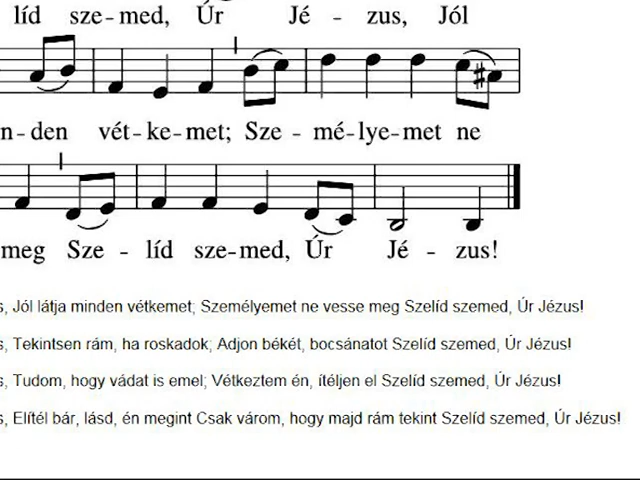 líd sze-med, Úr Jé - zus, Jól
n-den vét-ke-met; Sze - mé-lye-met ne
meg Sze - líd sze-med, Úr Jé - zus!
s, Jól látja minden vétkemet; Személyemet ne vesse meg Szelíd szemed, Úr Jézus!
s, Tekintsen rám, ha roskadok; Adjon békét, bocsánatot Szelíd szemed, Úr Jézus!
s, Tudom, hogy vádat is emel; Vétkeztem én, ítéljen el Szelíd szemed, Úr Jézus!
s, Elítél bár, lásd, én megint Csak várom, hogy majd rám tekint Szelíd szemed, Úr Jézus!